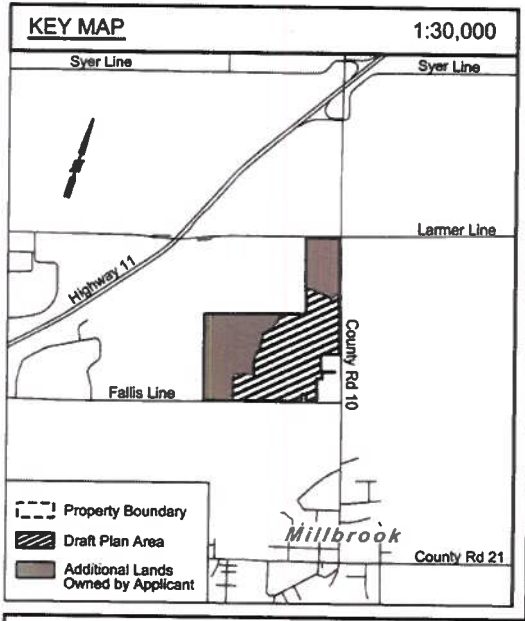 KEY MAP 1:30,000
Syer Line
Syer Line
Larmer Line
Highway 11
County Rd 10
Fallis Line
Millbrook
County Rd 21
Property Boundary
Draft Plan Area
Additional Lands
Owned by Applicant